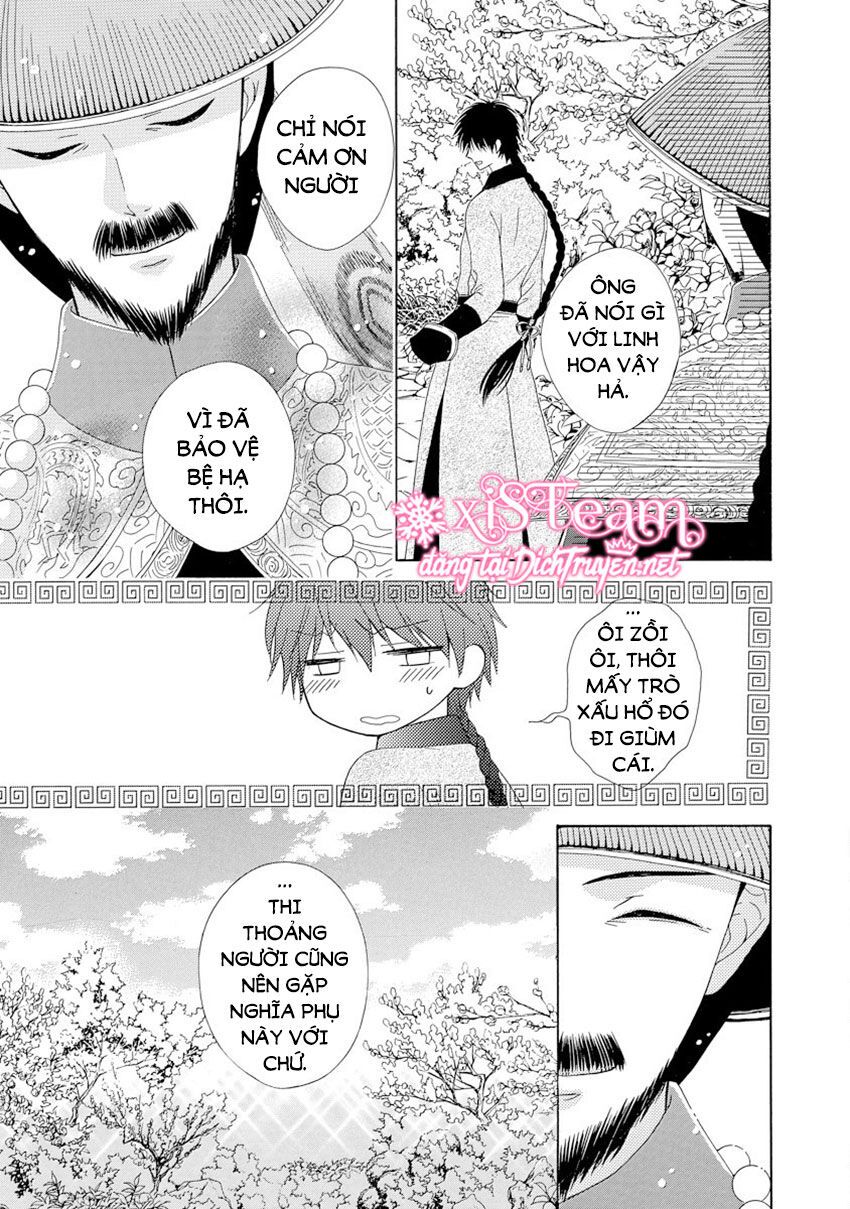 ÔNG
ĐÃ NÓI GÌ
VỚI LINH
HOA VẬY
HẢ.
CHỈ NÓI
CẢM ƠN
NGƯỜI
VÌ ĐÃ
BẢO VỆ
BỆ HẠ
THÔI.
xiSTeam
đăng tại DichTruyen.net
...
ÔI ZỒI
ÔI, THÔI
MẤY TRÒ
XẤU HỔ ĐÓ
ĐI GIÙM
CÁI.
...
THI
THOẢNG
NGƯỜI CŨNG
NÊN GẶP
NGHĨA PHỤ
NÀY VỚI
CHỨ.